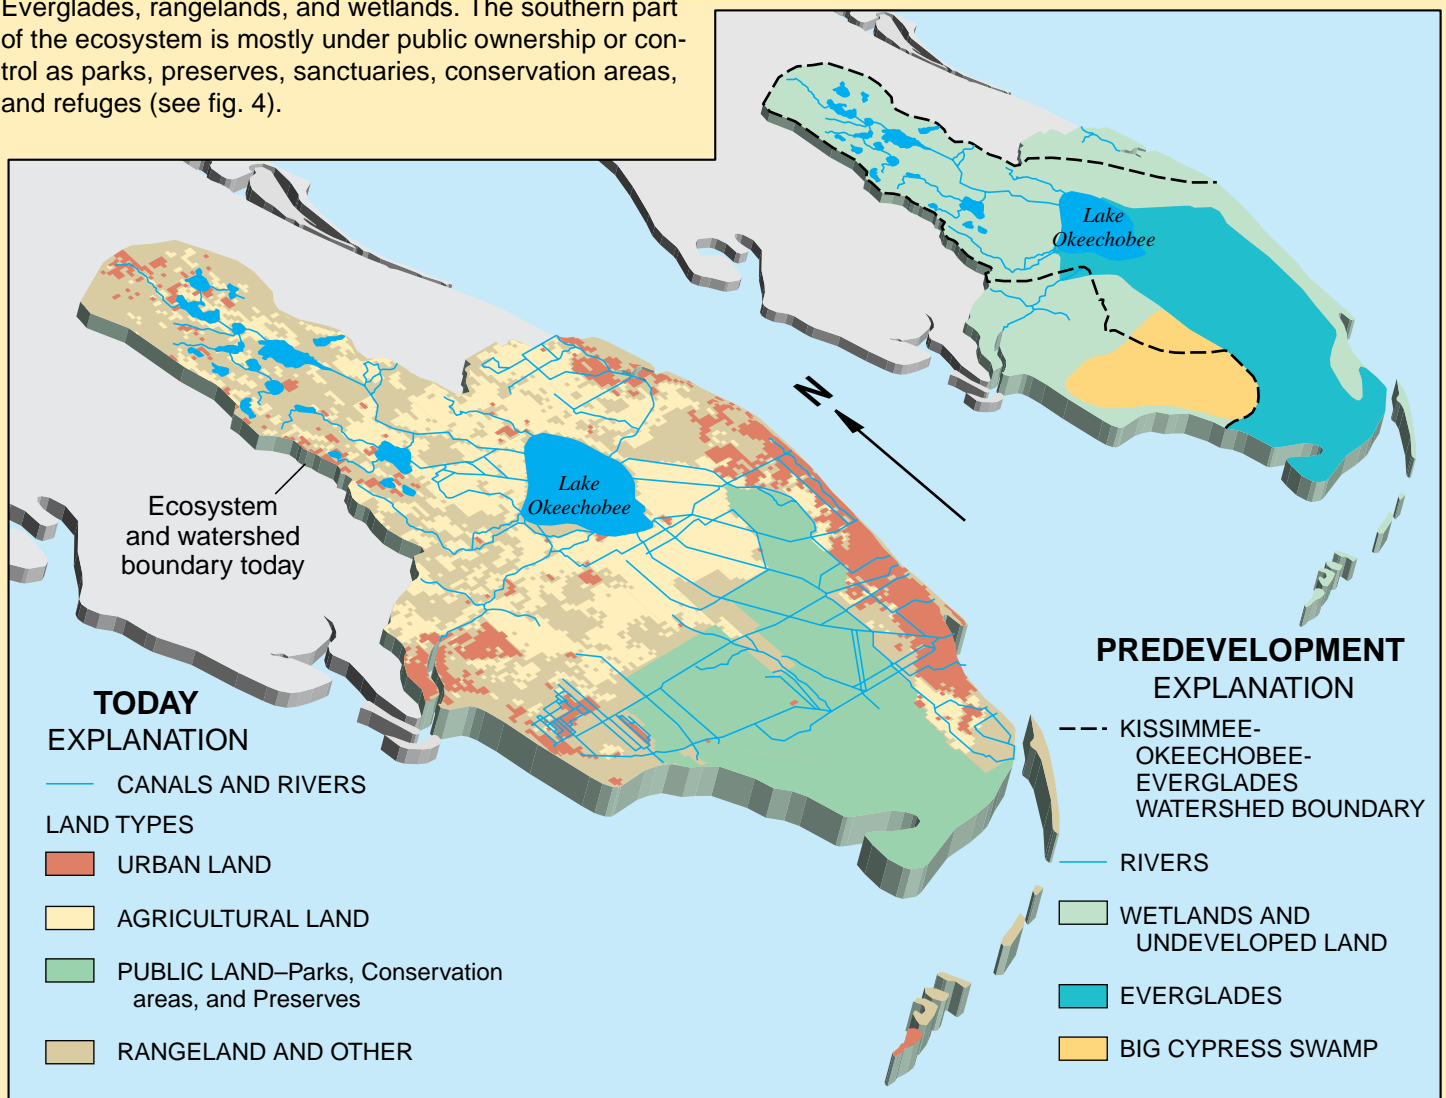 Everglades, rangelands, and wetlands. The southern part
of the ecosystem is mostly under public ownership or con-
trol as parks, preserves, sanctuaries, conservation areas,
and refuges (see fig. 4).
Lake
Okeechobee
N
Lake
Okeechobee
Ecosystem
and watershed
boundary today
TODAY
EXPLANATION
CANALS AND RIVERS
LAND TYPES
URBAN LAND
AGRICULTURAL LAND
PUBLIC LAND–Parks, Conservation
areas, and Preserves
RANGELAND AND OTHER
PREDEVELOPMENT
EXPLANATION
KISSIMMEE-
OKEECHOBEE-
EVERGLADES
WATERSHED BOUNDARY
RIVERS
WETLANDS AND
UNDEVELOPED LAND
EVERGLADES
BIG CYPRESS SWAMP